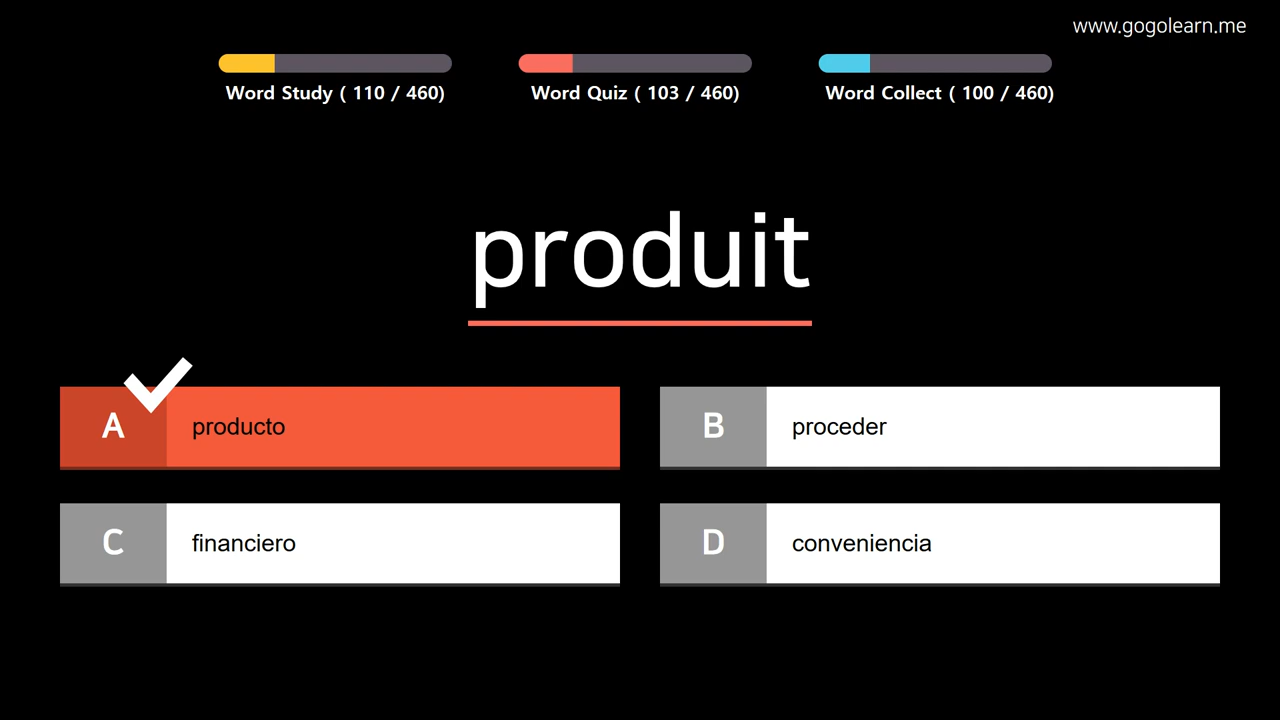 www.gogolearn.me
Word Study ( 110 / 460)
Word Quiz ( 103 / 460)
Word Collect ( 100 / 460)
produit
A producto
B proceder
C financiero
D conveniencia